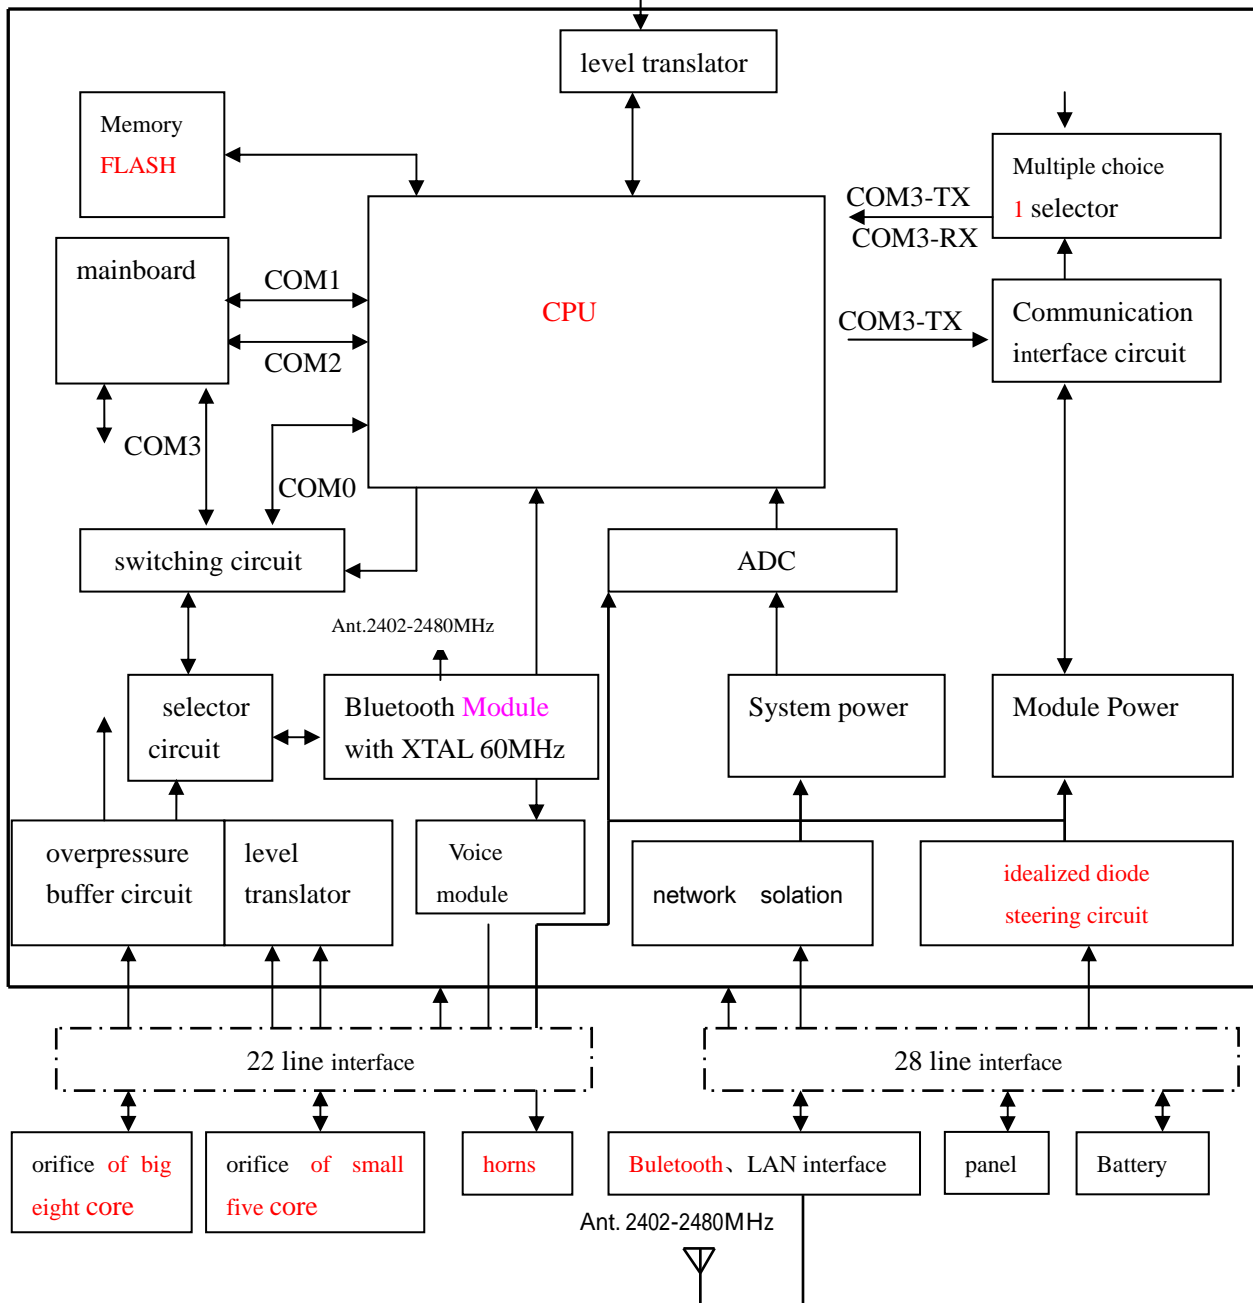 level translator
Memory
FLASH
Multiple choice
1 selector
COM3-TX
COM3-RX
mainboard
COM1
CPU
COM2
COM3-TX
Communication
interface circuit
COM3
COM0
switching circuit
ADC
Ant.2402-2480MHz
selector
circuit
Bluetooth Module
with XTAL 60MHz
System power
Module Power
overpressure
buffer circuit
level
translator
Voice
module
network solation
idealized diode
steering circuit
22 line interface
28 line interface
orifice of big
eight core
orifice of small
five core
horns
Buletooth、LAN interface
panel
Battery
Ant. 2402-2480MHz